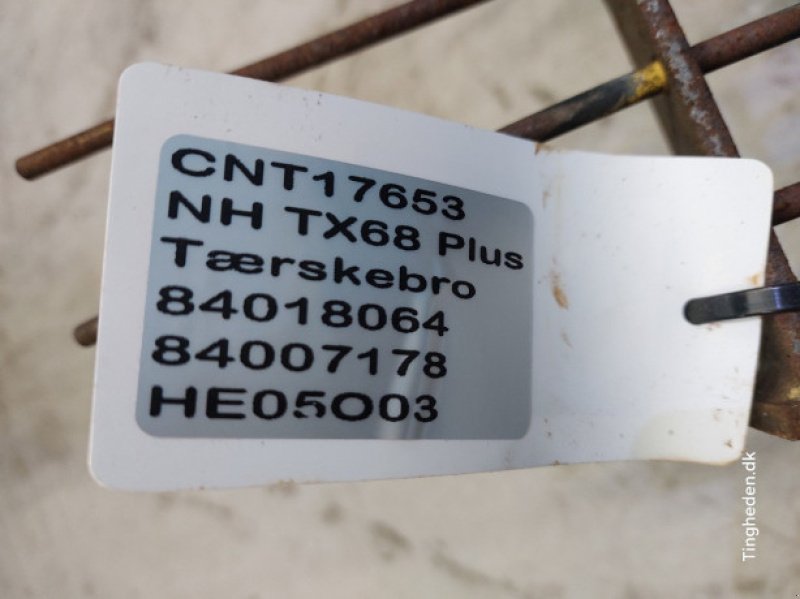 CNT17653
NH TX68 Plus
Tærskebro
84018064
84007178
HE05O03
Tingheden.dk